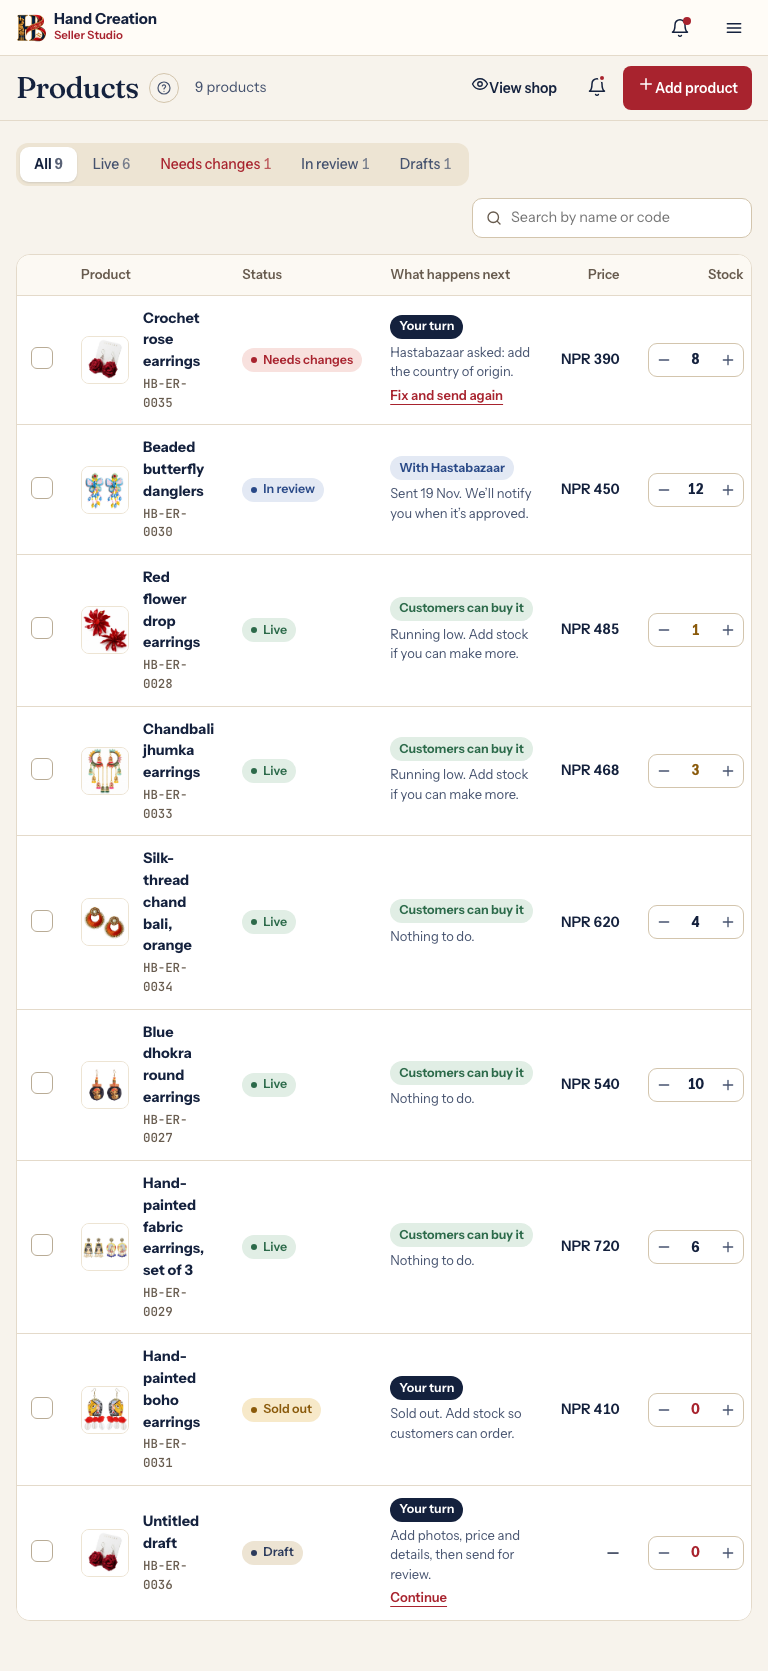 Hand Creation
Seller Studio
Products
9 products
View shop
Add product
All 9
Live 6
Needs changes 1
In review 1
Drafts 1
Search by name or code
Product
Status
What happens next
Price
Stock
Crochet
rose
earrings
HB-ER-
0035
Needs changes
Your turn
Hastabazaar asked: add
the country of origin.
Fix and send again
NPR 390
− 8 +
Beaded
butterfly
danglers
HB-ER-
0030
In review
With Hastabazaar
Sent 19 Nov. We'll notify
you when it's approved.
NPR 450
− 12 +
Red
flower
drop
earrings
HB-ER-
0028
Live
Customers can buy it
Running low. Add stock
if you can make more.
NPR 485
− 1 +
Chandbali
jhumka
earrings
HB-ER-
0033
Live
Customers can buy it
Running low. Add stock
if you can make more.
NPR 468
− 3 +
Silk-
thread
chand
bali,
orange
HB-ER-
0034
Live
Customers can buy it
Nothing to do.
NPR 620
− 4 +
Blue
dhokra
round
earrings
HB-ER-
0027
Live
Customers can buy it
Nothing to do.
NPR 540
− 10 +
Hand-
painted
fabric
earrings,
set of 3
HB-ER-
0029
Live
Customers can buy it
Nothing to do.
NPR 720
− 6 +
Hand-
painted
boho
earrings
HB-ER-
0031
Sold out
Your turn
Sold out. Add stock so
customers can order.
NPR 410
− 0 +
Untitled
draft
HB-ER-
0036
Draft
Your turn
Add photos, price and
details, then send for
review.
Continue
–
− 0 +